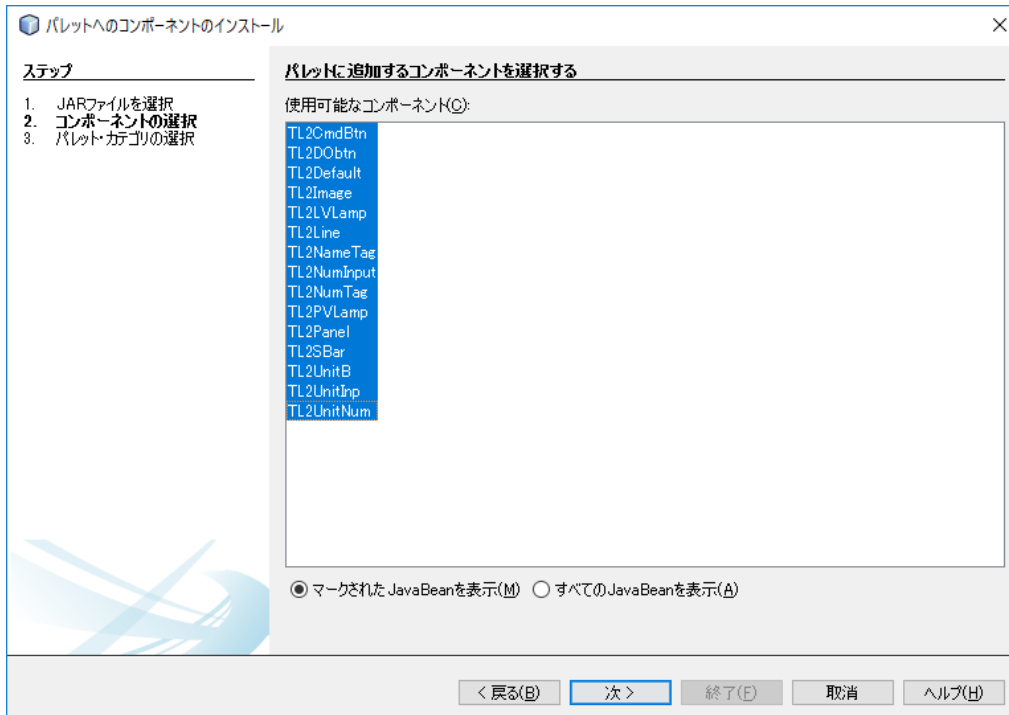 パレットへのコンポーネントのインストール
ステップ
1. JARファイルを選択
2. コンポーネントの選択
3. パレット・カテゴリの選択
パレットに追加するコンポーネントを選択する
使用可能なコンポーネント(C):
TL2CmdBtn
TL2DObtn
TL2Default
TL2Image
TL2LVLamp
TL2Line
TL2NameTag
TL2NumInput
TL2NumTag
TL2PVLamp
TL2Panel
TL2SBar
TL2UnitB
TL2UnitInp
TL2UnitNum
マークされたJavaBeanを表示(M) すべてのJavaBeanを表示(A)
< 戻る(B) 次 > 終了(F) 取消 ヘルプ(H)